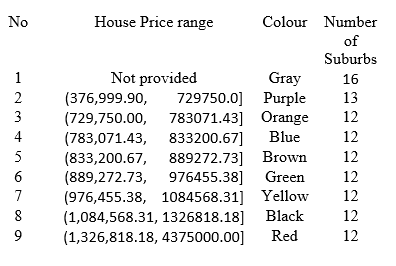 No House Price range Colour Number
of
Suburbs
1 Not provided Gray 16
2 (376,999.90, 729750.0] Purple 13
3 (729,750.00, 783071.43] Orange 12
4 (783,071.43, 833200.67] Blue 12
5 (833,200.67, 889272.73] Brown 12
6 (889,272.73, 976455.38] Green 12
7 (976,455.38, 1084568.31] Yellow 12
8 (1,084,568.31, 1326818.18] Black 12
9 (1,326,818.18, 4375000.00] Red 12